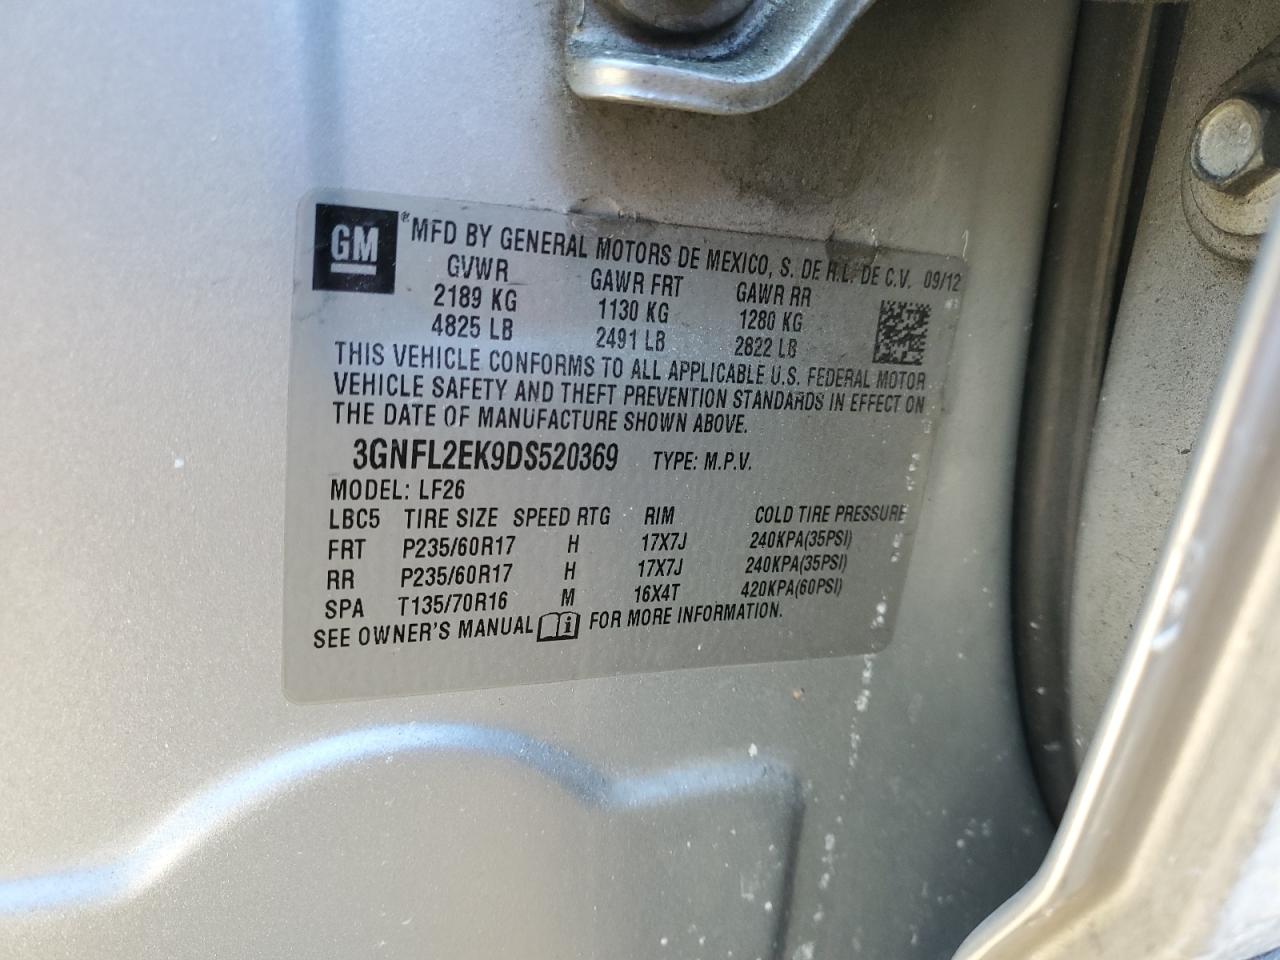 GM ® MFD BY GENERAL MOTORS DE MEXICO, S. DE R.L. DE C.V. 09/12
GVWR GAWR FRT GAWR RR
2189 KG 1130 KG 1280 KG
4825 LB 2491 LB 2822 LB
THIS VEHICLE CONFORMS TO ALL APPLICABLE U.S. FEDERAL MOTOR
VEHICLE SAFETY AND THEFT PREVENTION STANDARDS IN EFFECT ON
THE DATE OF MANUFACTURE SHOWN ABOVE.
3GNFL2EK9DS520369 TYPE: M.P.V.
MODEL: LF26
LBC5 TIRE SIZE SPEED RTG RIM COLD TIRE PRESSURE
FRT P235/60R17 H 17X7J 240KPA(35PSI)
RR P235/60R17 H 17X7J 240KPA(35PSI)
SPA T135/70R16 M 16X4T 420KPA(60PSI)
SEE OWNER'S MANUAL i FOR MORE INFORMATION.